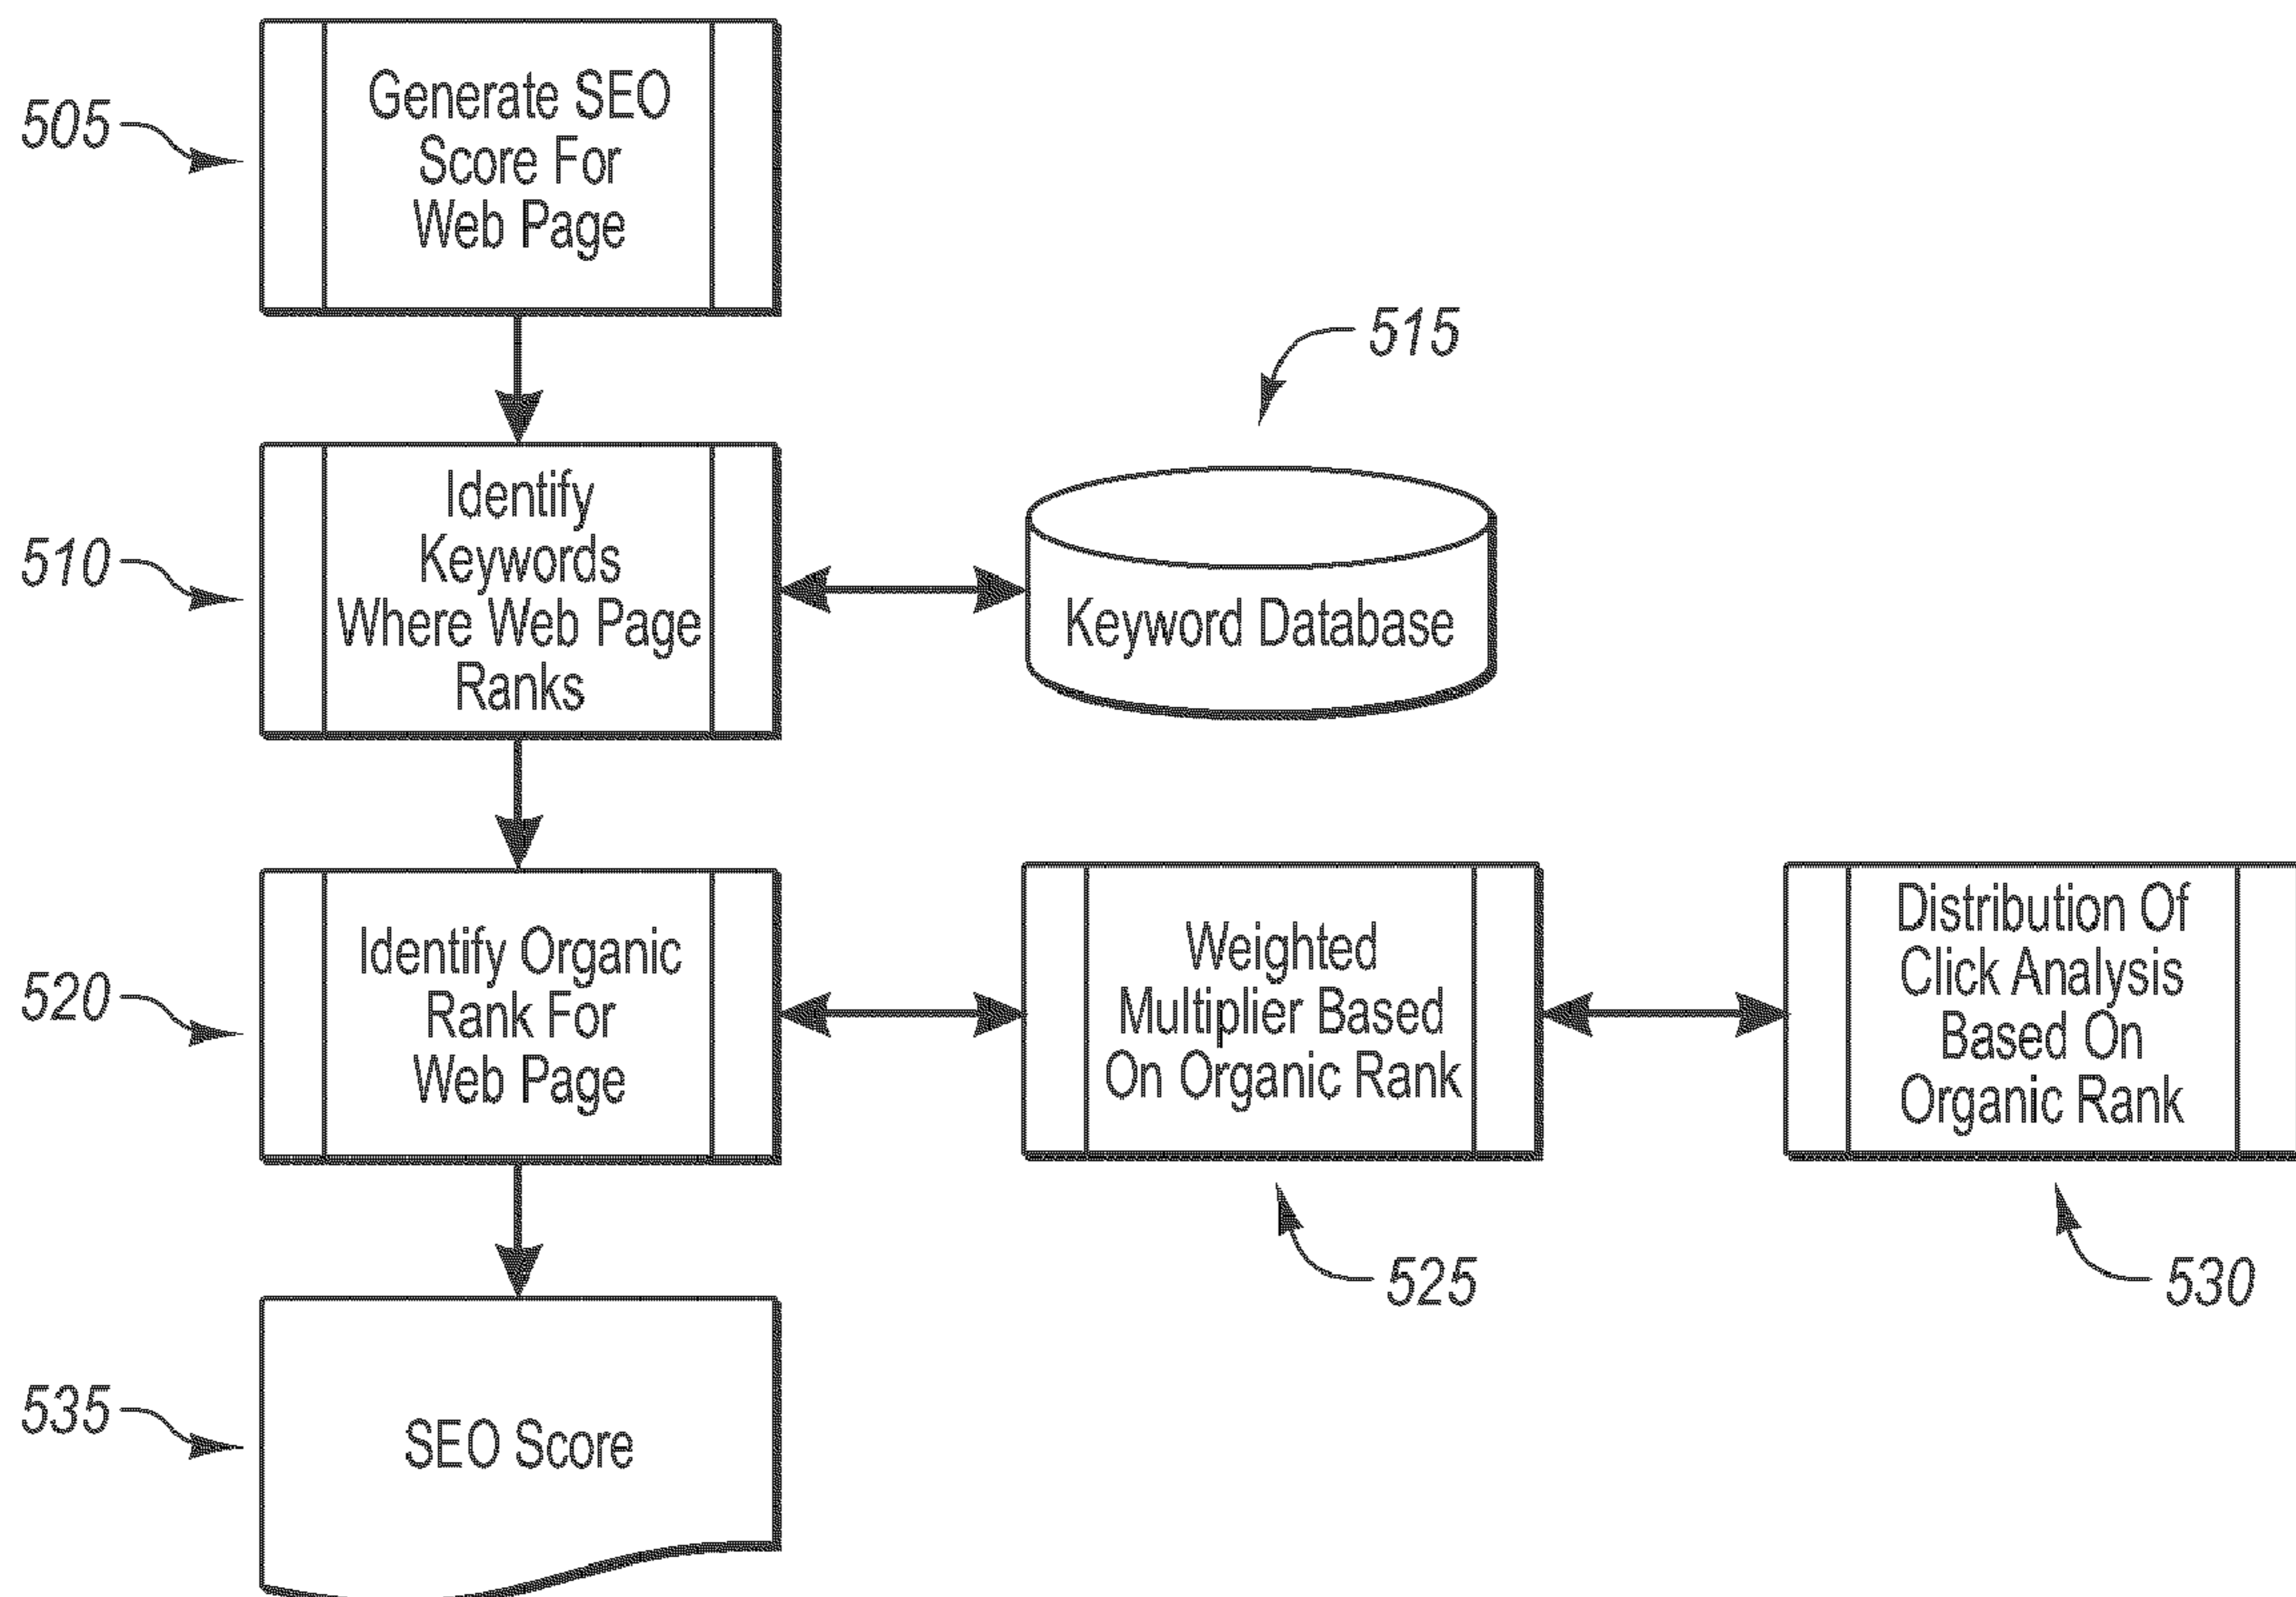 505
Generate SEO
Score For
Web Page
515
510
Identify
Keywords
Where Web Page
Ranks
Keyword Database
520
Identify Organic
Rank For
Web Page
Weighted
Multiplier Based
On Organic Rank
Distribution Of
Click Analysis
Based On
Organic Rank
525
530
535
SEO Score